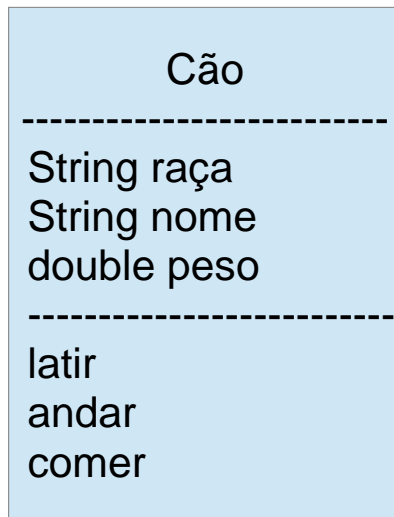 Cão
--------------------------
String raça
String nome
double peso
--------------------------
latir
andar
comer